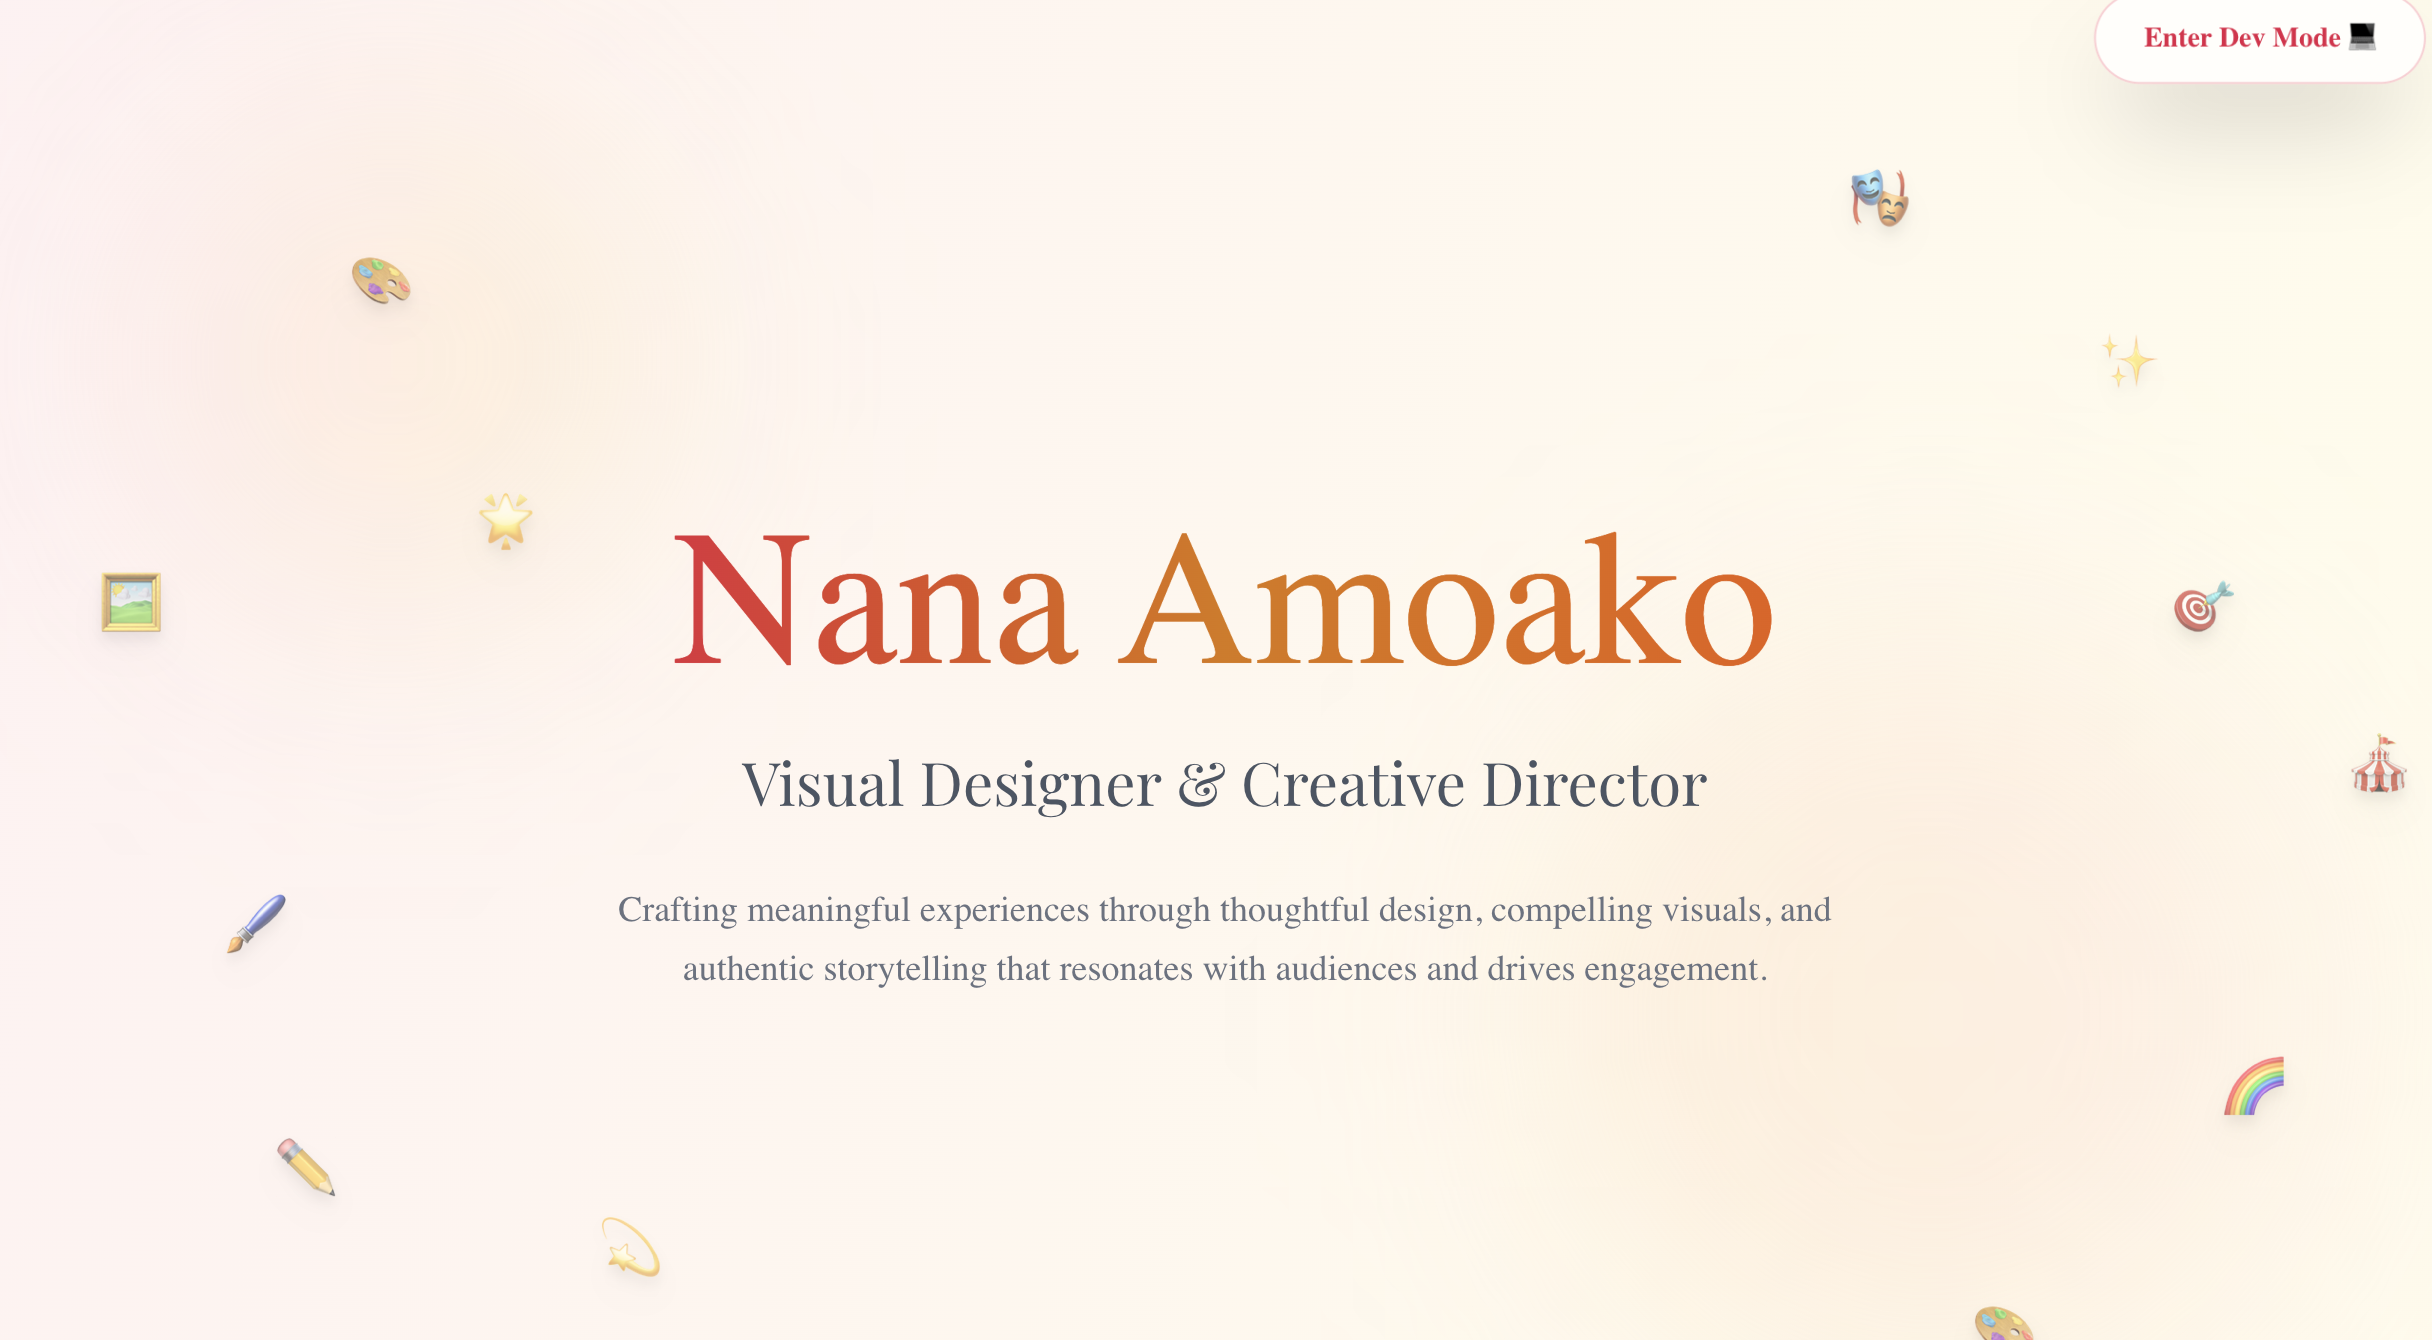 Enter Dev Mode 💻
Nana Amoako
Visual Designer & Creative Director
Crafting meaningful experiences through thoughtful design, compelling visuals, and
authentic storytelling that resonates with audiences and drives engagement.